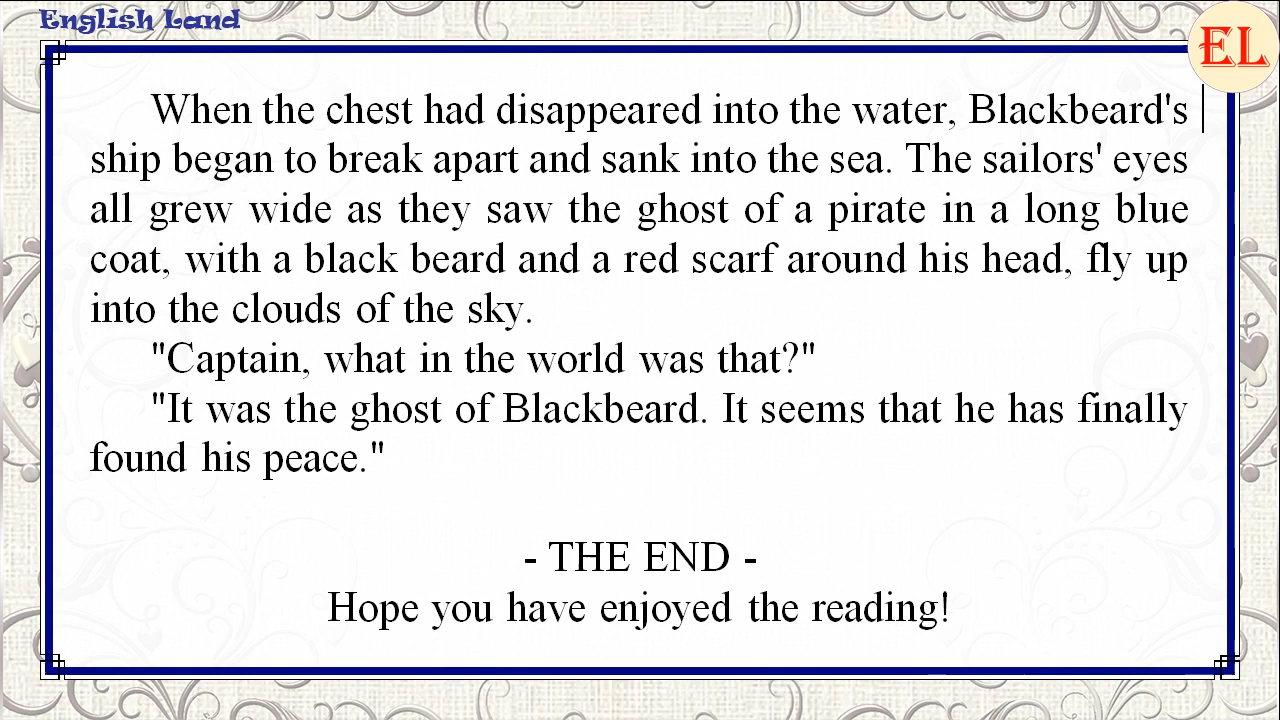 English Land
EL
When the chest had disappeared into the water, Blackbeard's
ship began to break apart and sank into the sea. The sailors' eyes
all grew wide as they saw the ghost of a pirate in a long blue
coat, with a black beard and a red scarf around his head, fly up
into the clouds of the sky.
"Captain, what in the world was that?"
"It was the ghost of Blackbeard. It seems that he has finally
found his peace."
- THE END -
Hope you have enjoyed the reading!